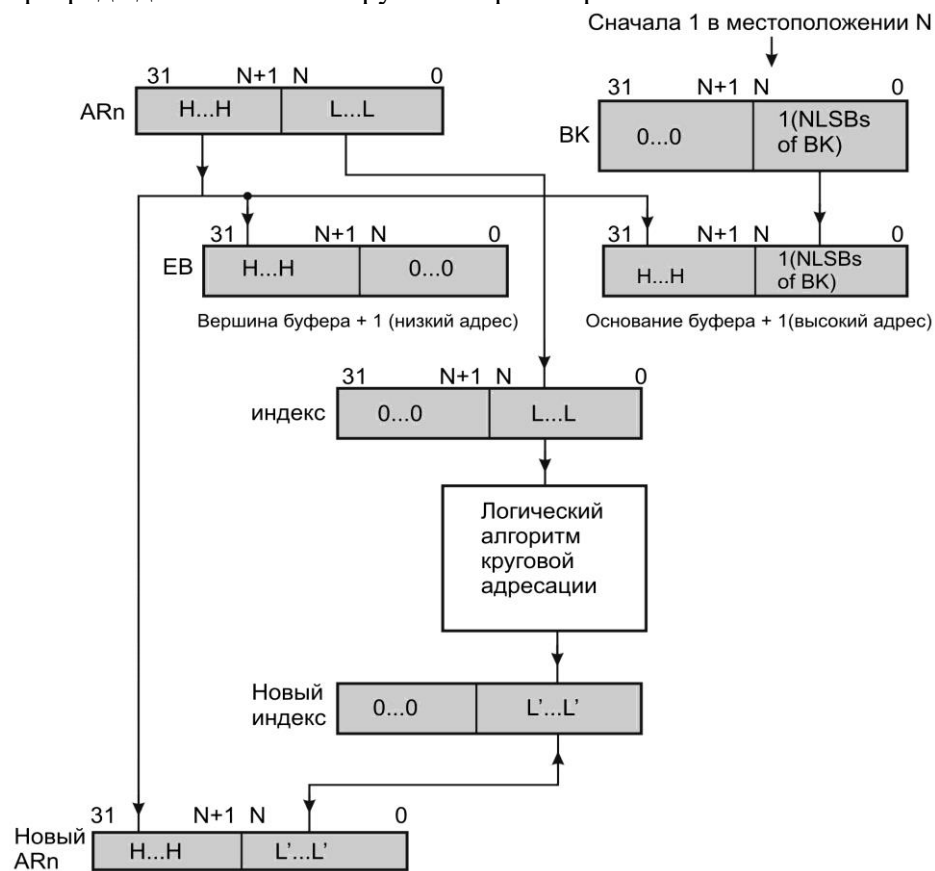 Сначала 1 в местоположении N
31 N+1 N 0
ARn H...H L...L
31 N+1 N 0
BK 0...0 1(NLSBs
of BK)
31 N+1 N 0
EB H...H 0...0
Вершина буфера + 1 (низкий адрес)
31 N+1 N 0
H...H 1(NLSBs
of BK)
Основание буфера + 1(высокий адрес)
31 N+1 N 0
индекс 0...0 L...L
Логический
алгоритм
круговой
адресации
Новый
индекс 0...0 L’...L’
31 N+1 N 0
Новый
ARn H...H L’...L’